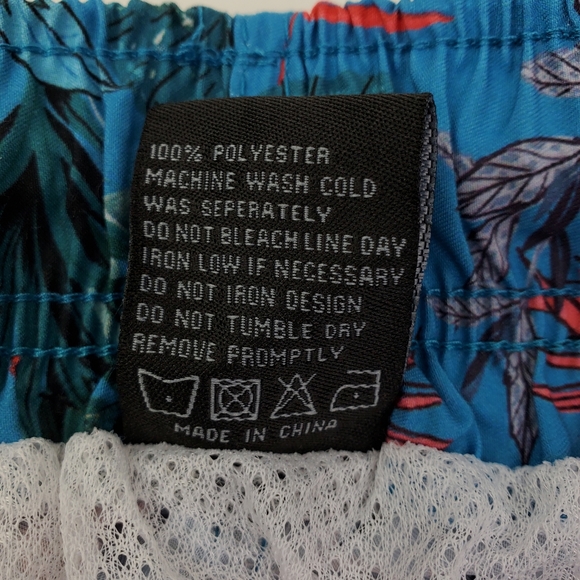 100% POLYESTER
MACHINE WASH COLD
WAS SEPERATELY
DO NOT BLEACH LINE DAY
IRON LOW IF NECESSARY
DO NOT IRON DESIGN
DO NOT TUMBLE DRY
REMOVE PROMPTLY
MADE IN CHINA